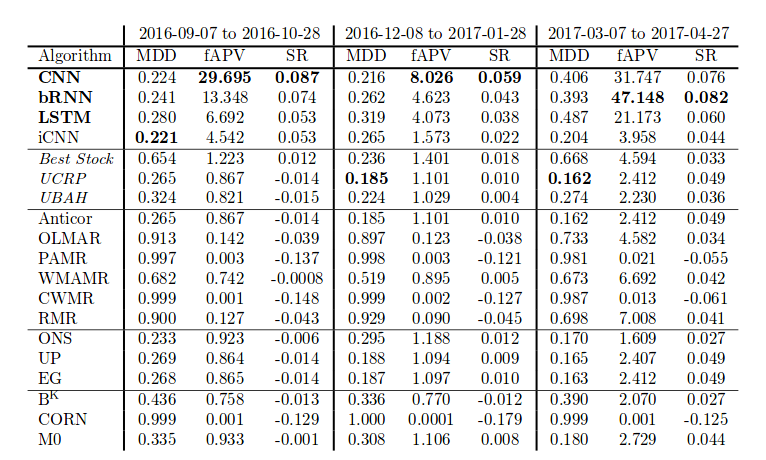 2016-09-07 to 2016-10-28 2016-12-08 to 2017-01-28 2017-03-07 to 2017-04-27
Algorithm MDD fAPV SR MDD fAPV SR MDD fAPV SR
CNN 0.224 29.695 0.087 0.216 8.026 0.059 0.406 31.747 0.076
bRNN 0.241 13.348 0.074 0.262 4.623 0.043 0.393 47.148 0.082
LSTM 0.280 6.692 0.053 0.319 4.073 0.038 0.487 21.173 0.060
iCNN 0.221 4.542 0.053 0.265 1.573 0.022 0.204 3.958 0.044
Best Stock 0.654 1.223 0.012 0.236 1.401 0.018 0.668 4.594 0.033
UCRP 0.265 0.867 -0.014 0.185 1.101 0.010 0.162 2.412 0.049
UBAH 0.324 0.821 -0.015 0.224 1.029 0.004 0.274 2.230 0.036
Anticor 0.265 0.867 -0.014 0.185 1.101 0.010 0.162 2.412 0.049
OLMAR 0.913 0.142 -0.039 0.897 0.123 -0.038 0.733 4.582 0.034
PAMR 0.997 0.003 -0.137 0.998 0.003 -0.121 0.981 0.021 -0.055
WMAMR 0.682 0.742 -0.0008 0.519 0.895 0.005 0.673 6.692 0.042
CWMR 0.999 0.001 -0.148 0.999 0.002 -0.127 0.987 0.013 -0.061
RMR 0.900 0.127 -0.043 0.929 0.090 -0.045 0.698 7.008 0.041
ONS 0.233 0.923 -0.006 0.295 1.188 0.012 0.170 1.609 0.027
UP 0.269 0.864 -0.014 0.188 1.094 0.009 0.165 2.407 0.049
EG 0.268 0.865 -0.014 0.187 1.097 0.010 0.163 2.412 0.049
B^K 0.436 0.758 -0.013 0.336 0.770 -0.012 0.390 2.070 0.027
CORN 0.999 0.001 -0.129 1.000 0.0001 -0.179 0.999 0.001 -0.125
M0 0.335 0.933 -0.001 0.308 1.106 0.008 0.180 2.729 0.044